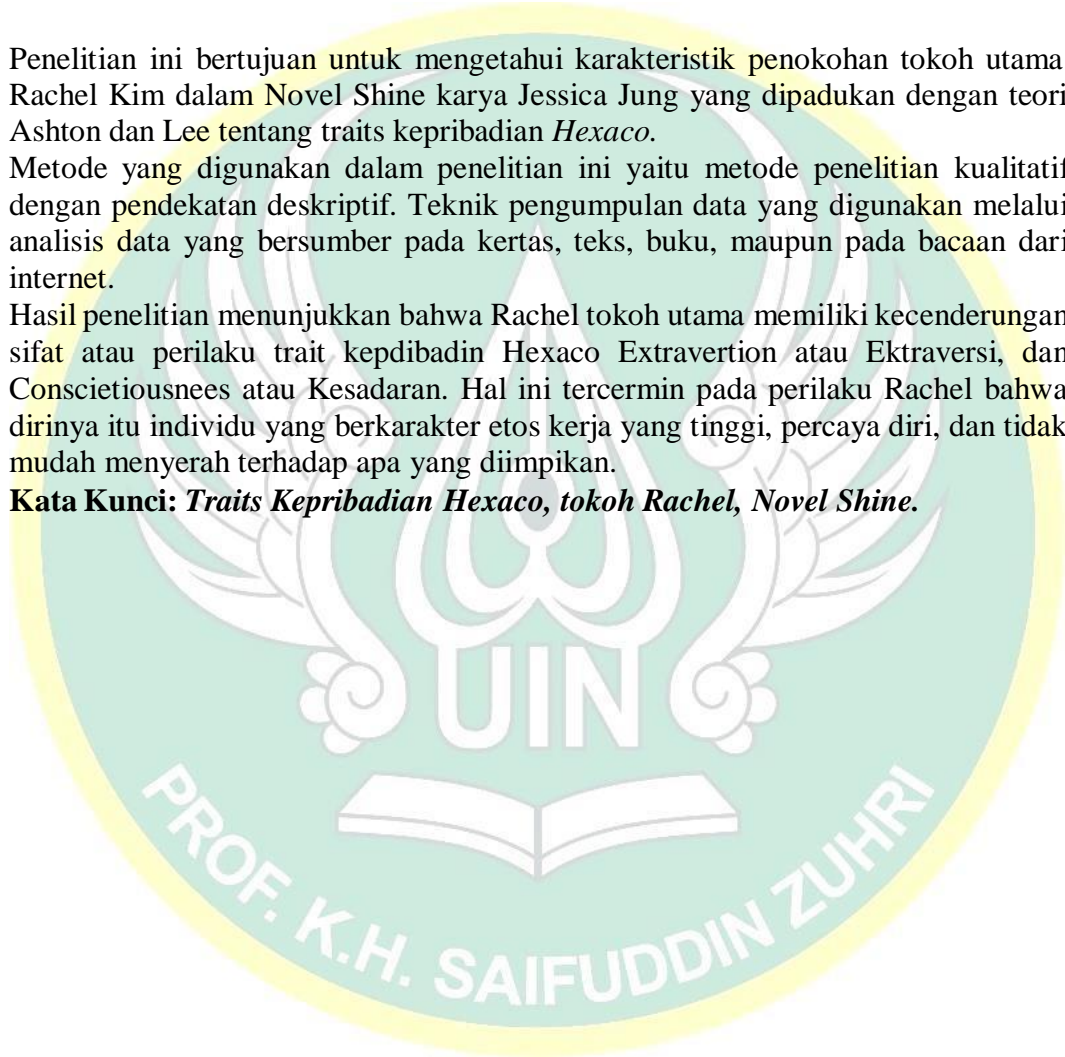 Penelitian ini bertujuan untuk mengetahui karakteristik penokohan tokoh utama
Rachel Kim dalam Novel Shine karya Jessica Jung yang dipadukan dengan teori
Ashton dan Lee tentang traits kepribadian Hexaco.
Metode yang digunakan dalam penelitian ini yaitu metode penelitian kualitatif
dengan pendekatan deskriptif. Teknik pengumpulan data yang digunakan melalui
analisis data yang bersumber pada kertas, teks, buku, maupun pada bacaan dari
internet.
Hasil penelitian menunjukkan bahwa Rachel tokoh utama memiliki kecenderungan
sifat atau perilaku trait kepdibadin Hexaco Extravertion atau Ektraversi, dan
Conscietiousnees atau Kesadaran. Hal ini tercermin pada perilaku Rachel bahwa
dirinya itu individu yang berkarakter etos kerja yang tinggi, percaya diri, dan tidak
mudah menyerah terhadap apa yang diimpikan.
Kata Kunci: Traits Kepribadian Hexaco, tokoh Rachel, Novel Shine.
UIN
PROF. K.H. SAIFUDDIN ZUHRI